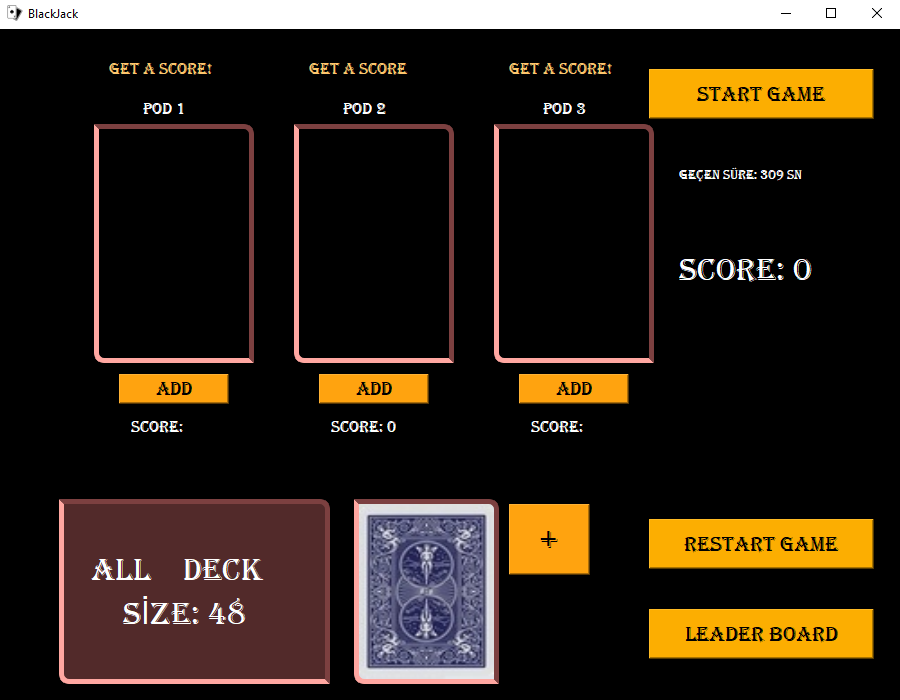 BlackJack
GET A SCORE!
GET A SCORE
GET A SCORE!
START GAME
POD 1
POD 2
POD 3
GEÇEN SÜRE: 309 SN
SCORE: 0
ADD
ADD
ADD
SCORE:
SCORE: 0
SCORE:
ALL DECK
SİZE: 48
+
RESTART GAME
LEADER BOARD